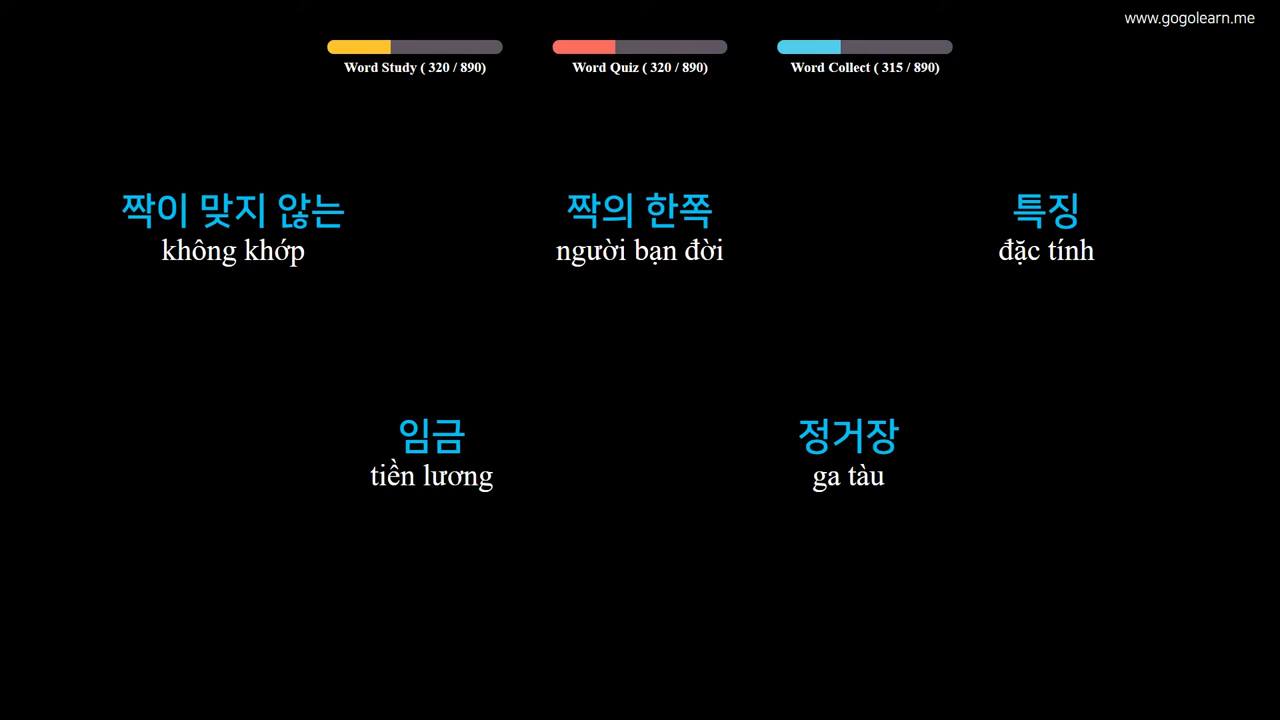 www.gogolearn.me
Word Study ( 320 / 890)
Word Quiz ( 320 / 890)
Word Collect ( 315 / 890)
짝이 맞지 않는
không khớp
짝의 한쪽
người bạn đời
특징
đặc tính
임금
tiền lương
정거장
ga tàu